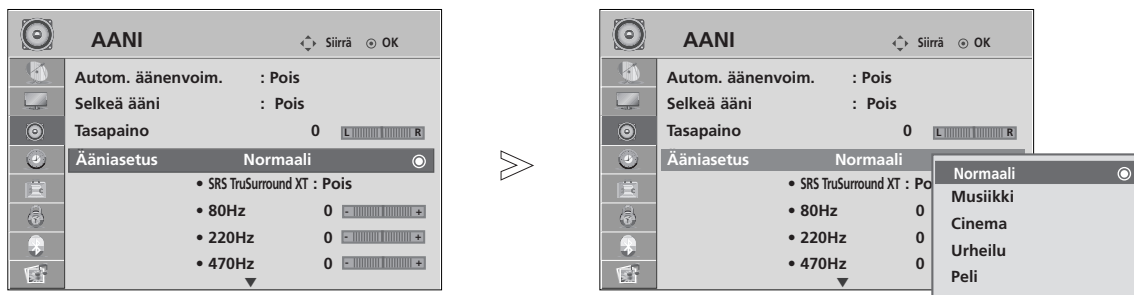 AANI Siirrä OK
Autom. äänenvoim. : Pois
Selkeä ääni : Pois
Tasapaino 0 L R
Ääniasetus Normaali
• SRS TruSurround XT : Pois
• 80Hz 0 - +
• 220Hz 0 - +
• 470Hz 0 - +
AANI Siirrä OK
Autom. äänenvoim. : Pois
Selkeä ääni : Pois
Tasapaino 0 L R
Ääniasetus Normaali
• SRS TruSurround XT : Po
• 80Hz 0
• 220Hz 0
• 470Hz 0
Normaali
Musiikki
Cinema
Urheilu
Peli